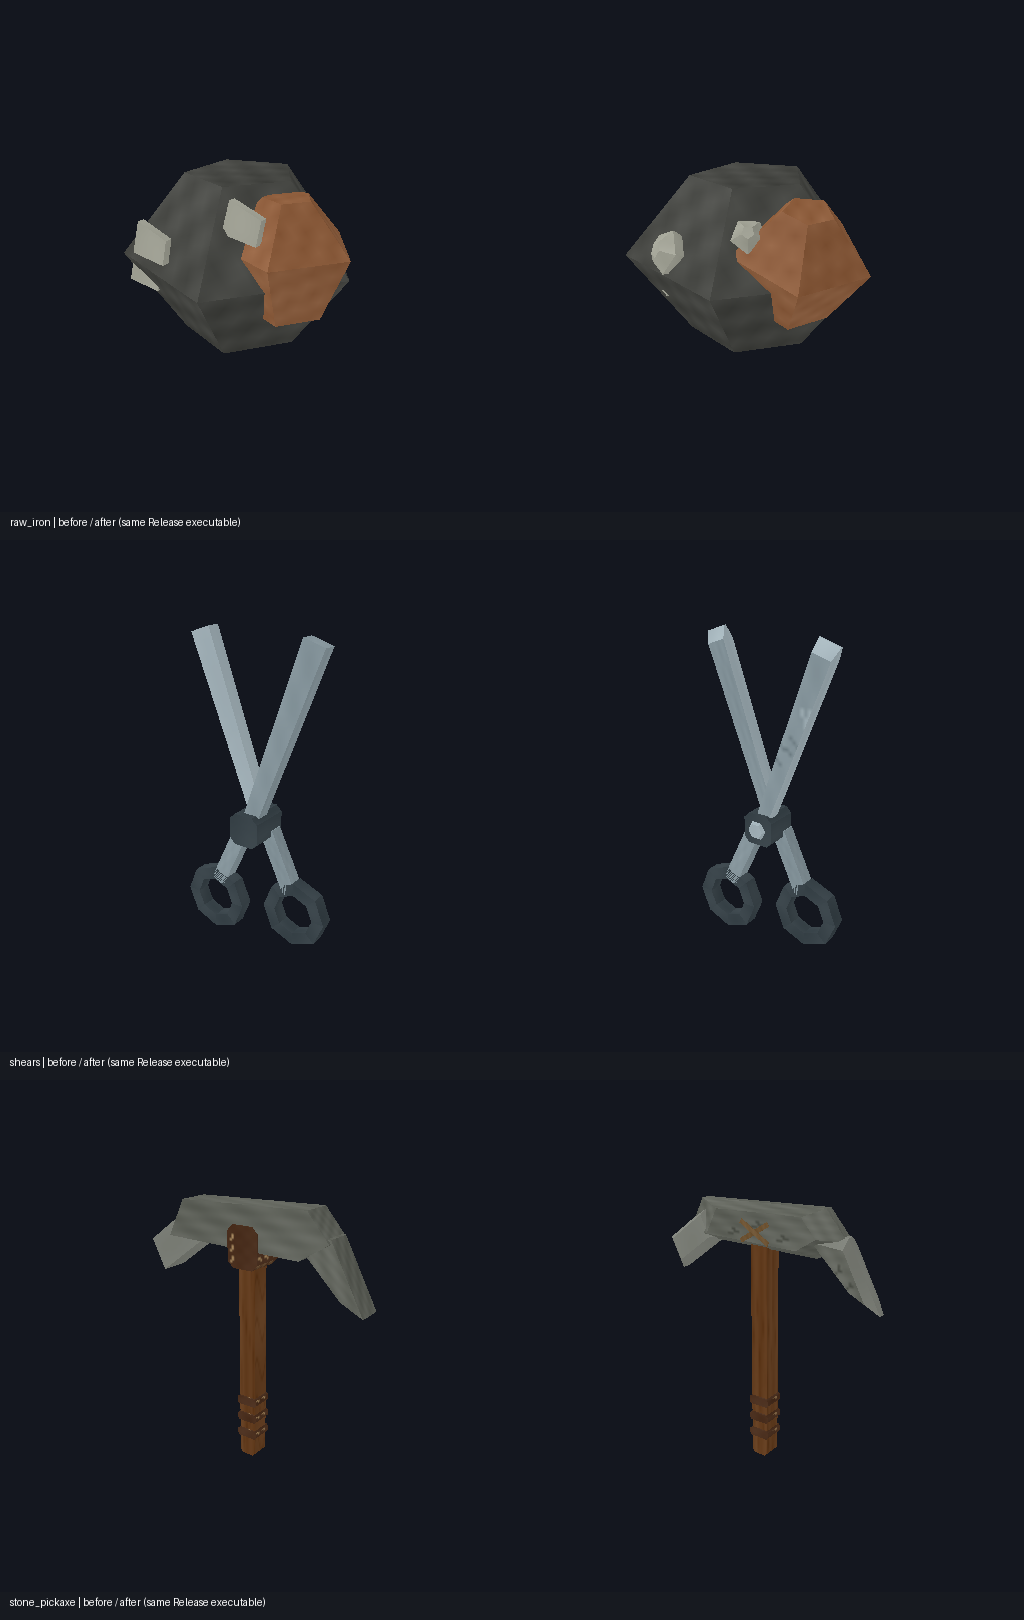 raw_iron | before / after (same Release executable)
shears | before / after (same Release executable)
stone_pickaxe | before / after (same Release executable)